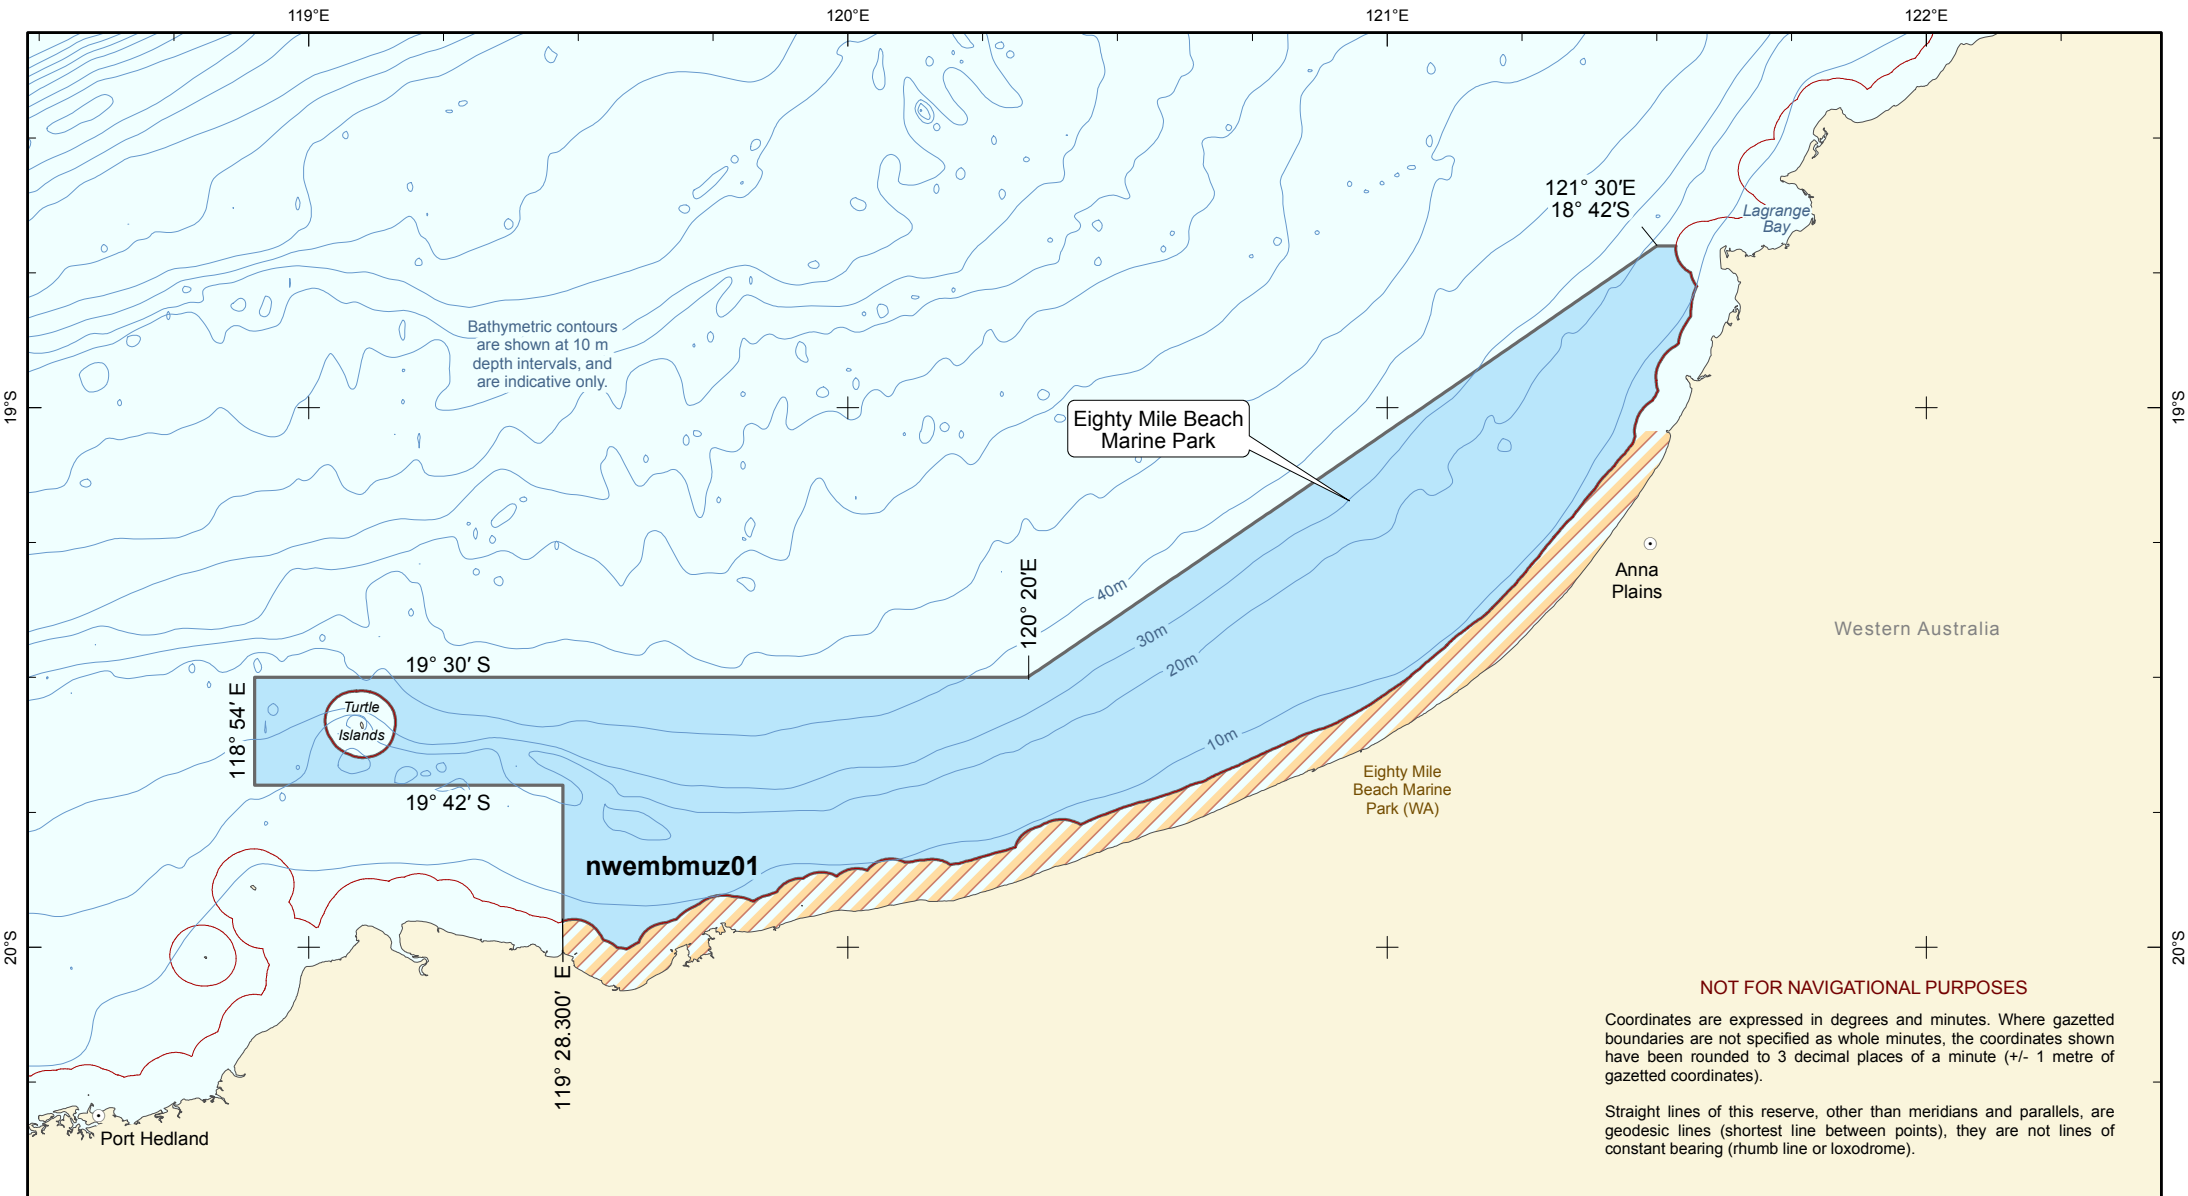 119°E
120°E
121°E
122°E
121° 30′E
18° 42′S
Lagrange
Bay
Bathymetric contours
are shown at 10 m
depth intervals, and
are indicative only.
19°S
19°S
Eighty Mile Beach
Marine Park
Anna
Plains
120° 20′E
40m
30m
20m
10m
Western Australia
19° 30′ S
118° 54′ E
Turtle
Islands
19° 42′ S
Eighty Mile
Beach Marine
Park (WA)
nwembmuz01
20°S
20°S
119° 28.300′ E
NOT FOR NAVIGATIONAL PURPOSES
Coordinates are expressed in degrees and minutes. Where gazetted
boundaries are not specified as whole minutes, the coordinates shown
have been rounded to 3 decimal places of a minute (+/- 1 metre of
gazetted coordinates).
Straight lines of this reserve, other than meridians and parallels, are
geodesic lines (shortest line between points), they are not lines of
constant bearing (rhumb line or loxodrome).
Port Hedland